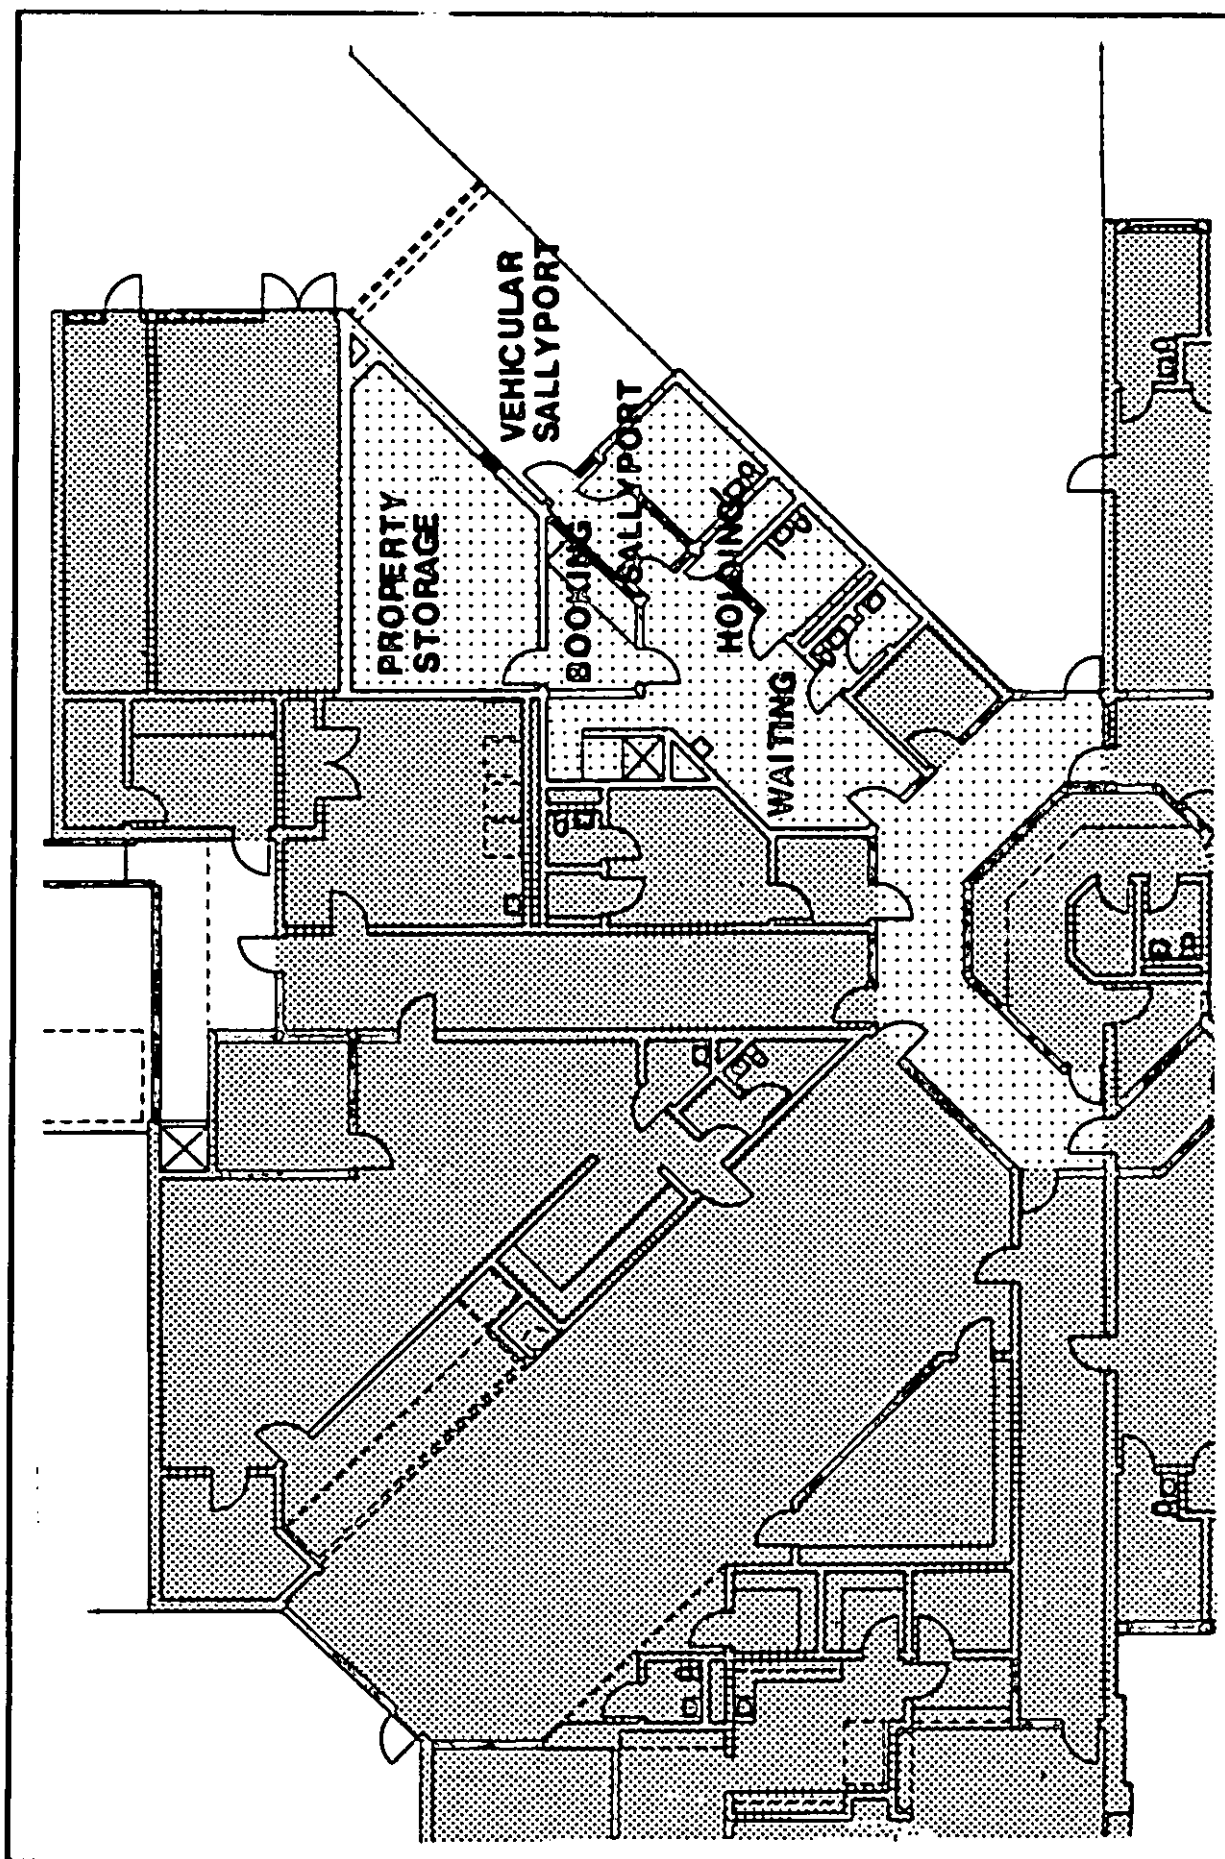 PROPERTY
STORAGE
VEHICULAR
SALLYPORT
BOOKING
SALLYPORT
HOLDING
WAITING